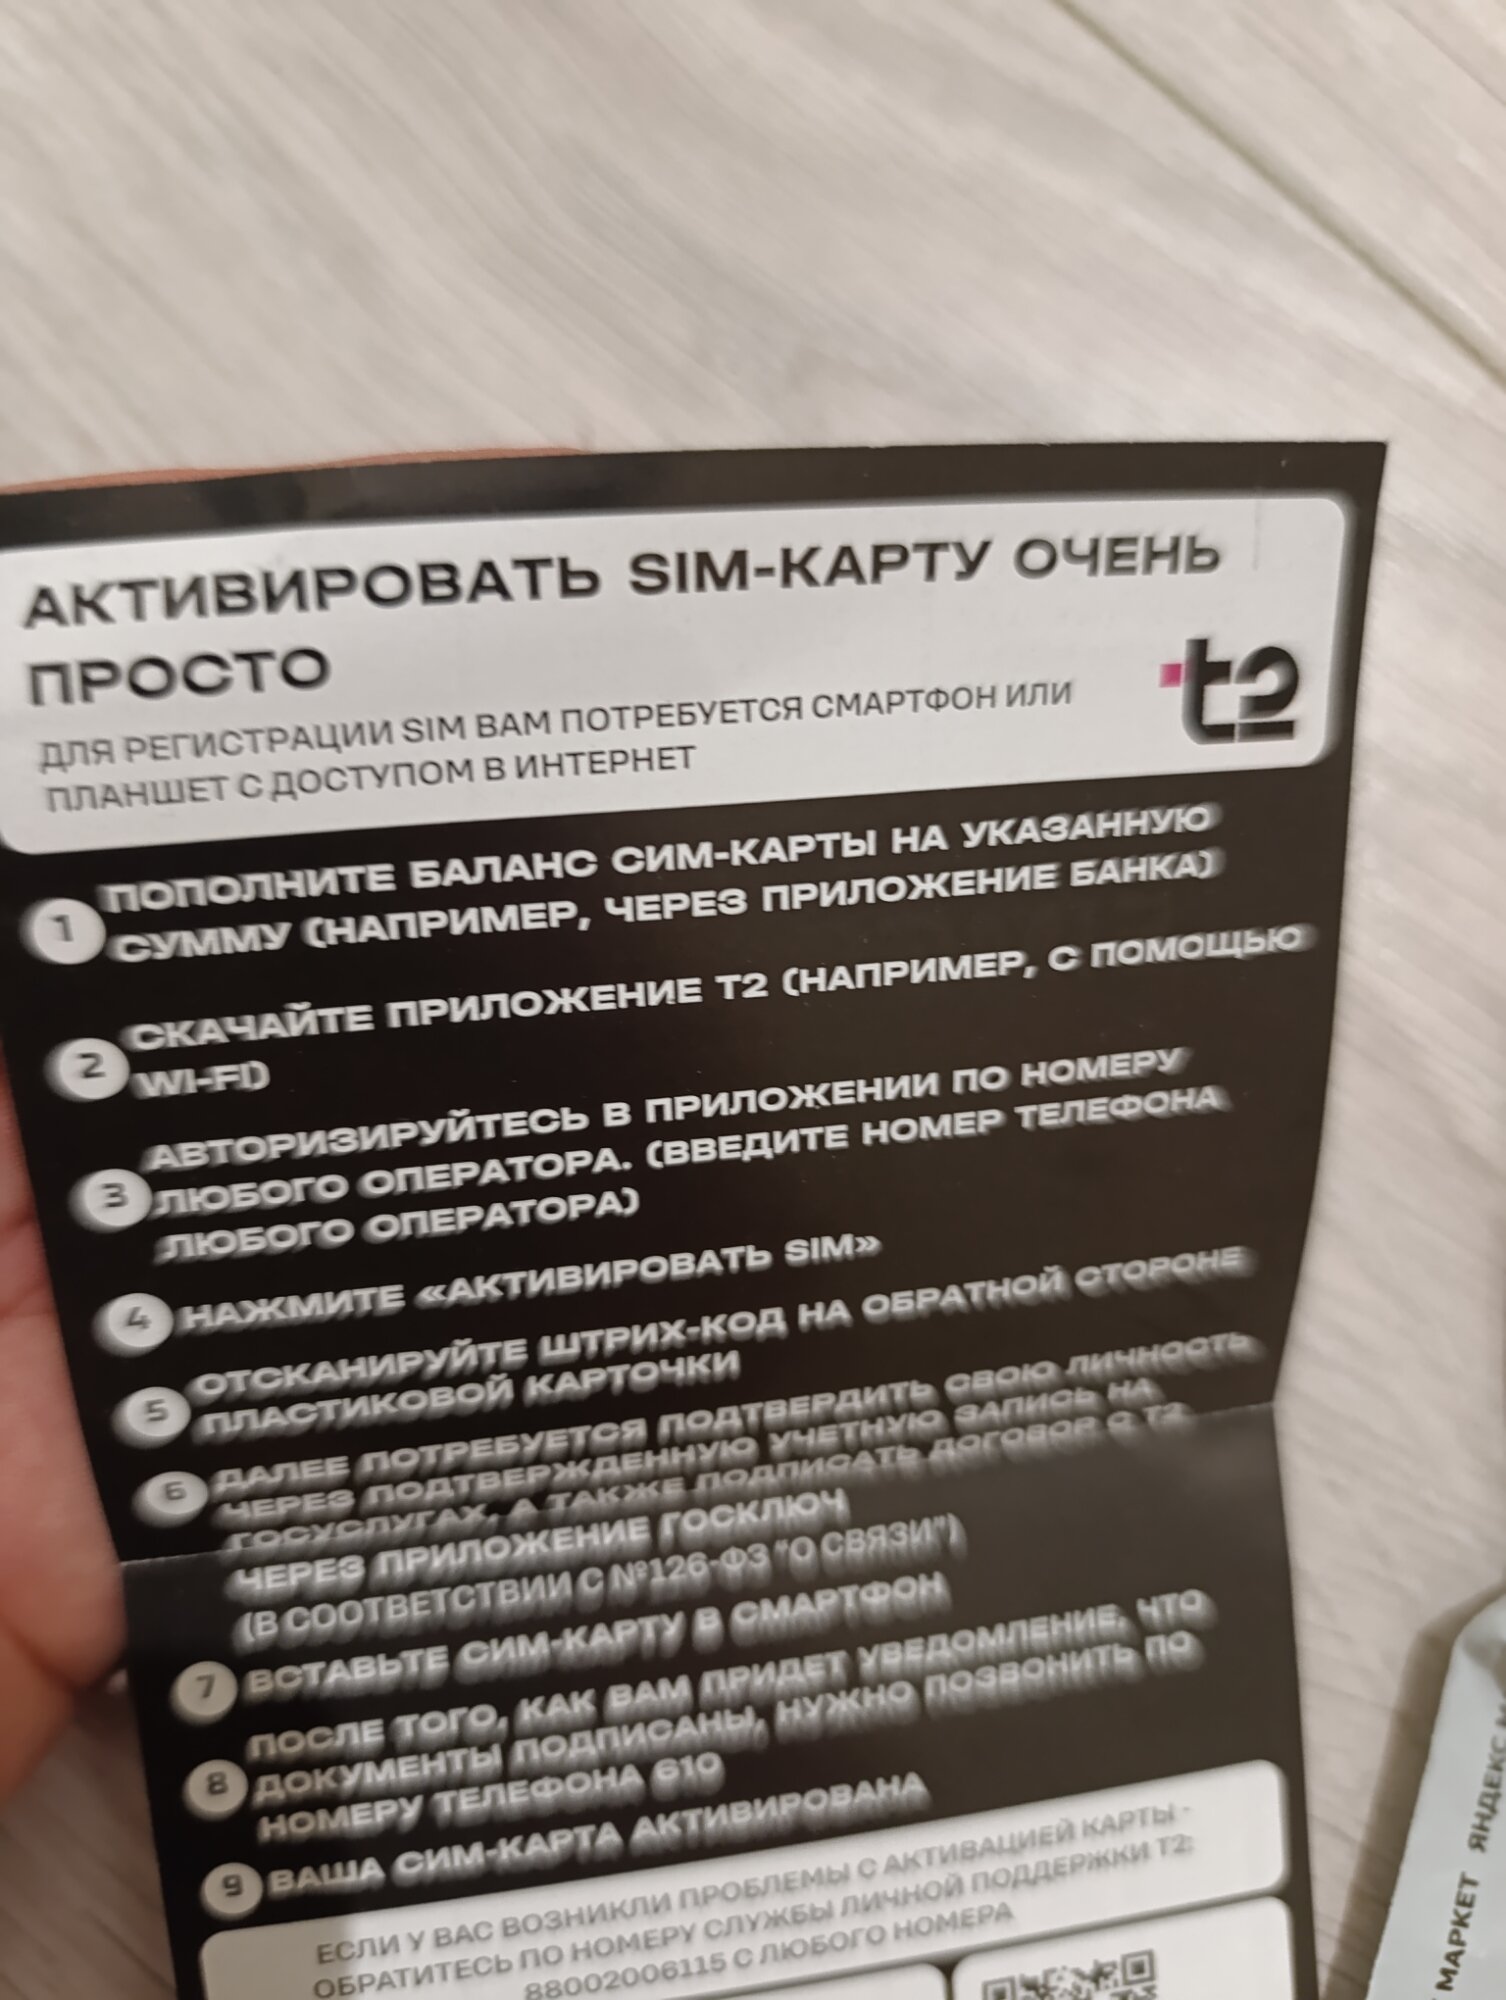 АКТИВИРОВАТЬ SIM-КАРТУ ОЧЕНЬ
ПРОСТО
t2
ДЛЯ РЕГИСТРАЦИИ SIM ВАМ ПОТРЕБУЕТСЯ СМАРТФОН ИЛИ
ПЛАНШЕТ С ДОСТУПОМ В ИНТЕРНЕТ
1 ПОПОЛНИТЕ БАЛАНС СИМ-КАРТЫ НА УКАЗАННУЮ
СУММУ (НАПРИМЕР, ЧЕРЕЗ ПРИЛОЖЕНИЕ БАНКА)
2 СКАЧАЙТЕ ПРИЛОЖЕНИЕ Т2 (НАПРИМЕР, С ПОМОЩЬЮ
WI-FI)
3 АВТОРИЗИРУЙТЕСЬ В ПРИЛОЖЕНИИ ПО НОМЕРУ
ЛЮБОГО ОПЕРАТОРА. (ВВЕДИТЕ НОМЕР ТЕЛЕФОНА
ЛЮБОГО ОПЕРАТОРА)
4 НАЖМИТЕ «АКТИВИРОВАТЬ SIM»
5 ОТСКАНИРУЙТЕ ШТРИХ-КОД НА ОБРАТНОЙ СТОРОНЕ
ПЛАСТИКОВОЙ КАРТОЧКИ
6 ДАЛЕЕ ПОТРЕБУЕТСЯ ПОДТВЕРДИТЬ СВОЮ ЛИЧНОСТЬ
ЧЕРЕЗ ПОДТВЕРЖДЕННУЮ УЧЕТНУЮ ЗАПИСЬ НА
ГОСУСЛУГАХ, А ТАКЖЕ ПОДПИСАТЬ ДОГОВОР С Т2
ЧЕРЕЗ ПРИЛОЖЕНИЕ ГОСКЛЮЧ
(В СООТВЕТСТВИИ С №126-ФЗ "О СВЯЗИ")
7 ВСТАВЬТЕ СИМ-КАРТУ В СМАРТФОН
8 ПОСЛЕ ТОГО, КАК ВАМ ПРИДЕТ УВЕДОМЛЕНИЕ, ЧТО
ДОКУМЕНТЫ ПОДПИСАНЫ, НУЖНО ПОЗВОНИТЬ ПО
НОМЕРУ ТЕЛЕФОНА 610
9 ВАША СИМ-КАРТА АКТИВИРОВАНА
ЕСЛИ У ВАС ВОЗНИКЛИ ПРОБЛЕМЫ С АКТИВАЦИЕЙ КАРТЫ -
ОБРАТИТЕСЬ ПО НОМЕРУ СЛУЖБЫ ЛИЧНОЙ ПОДДЕРЖКИ Т2:
88002006115 С ЛЮБОГО НОМЕРА
МАРКЕТ ЯНДЕКС